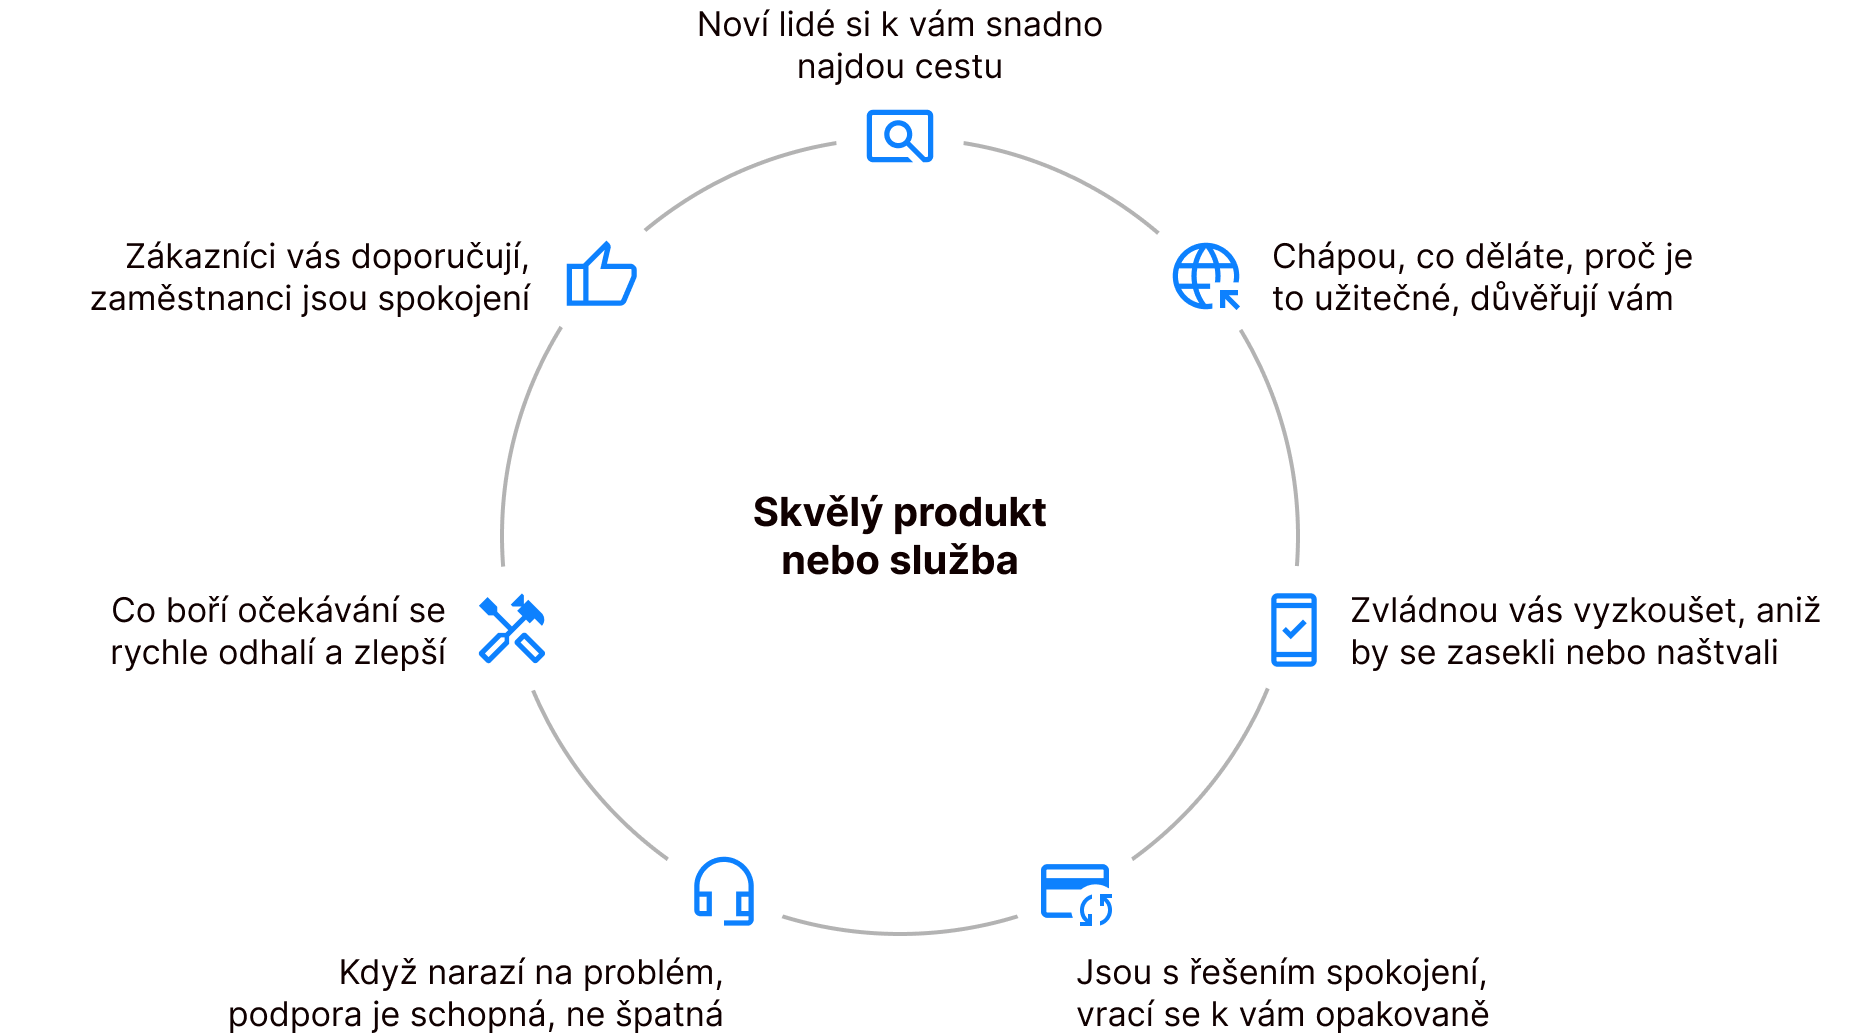 Noví lidé si k vám snadno
najdou cestu
Chápou, co děláte, proč je
to užitečné, důvěřují vám
Zvládnou vás vyzkoušet, aniž
by se zasekli nebo naštvali
Jsou s řešením spokojení,
vrací se k vám opakovaně
Když narazí na problém,
podpora je schopná, ne špatná
Co boří očekávání se
rychle odhalí a zlepší
Zákazníci vás doporučují,
zaměstnanci jsou spokojení
Skvělý produkt
nebo služba